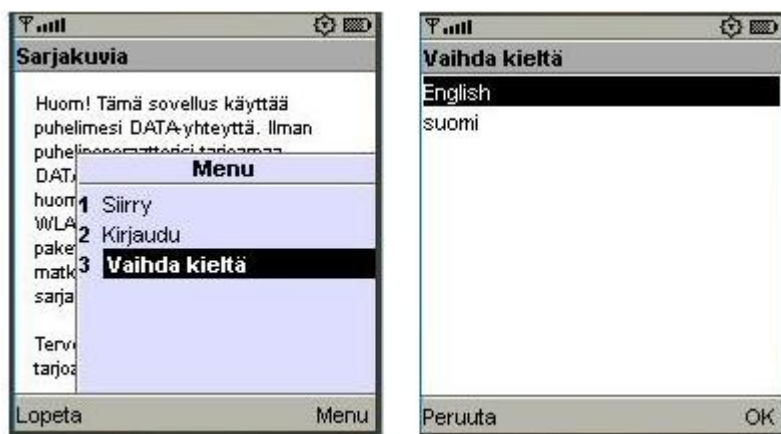 Sarjakuvia
Huom! Tämä sovellus käyttää
puhelimesi DATA-yhteyttä. Ilman
Menu
1 Siirry
2 Kirjaudu
3 Vaihda kieltä
Lopeta Menu
Vaihda kieltä
English
suomi
Peruuta OK